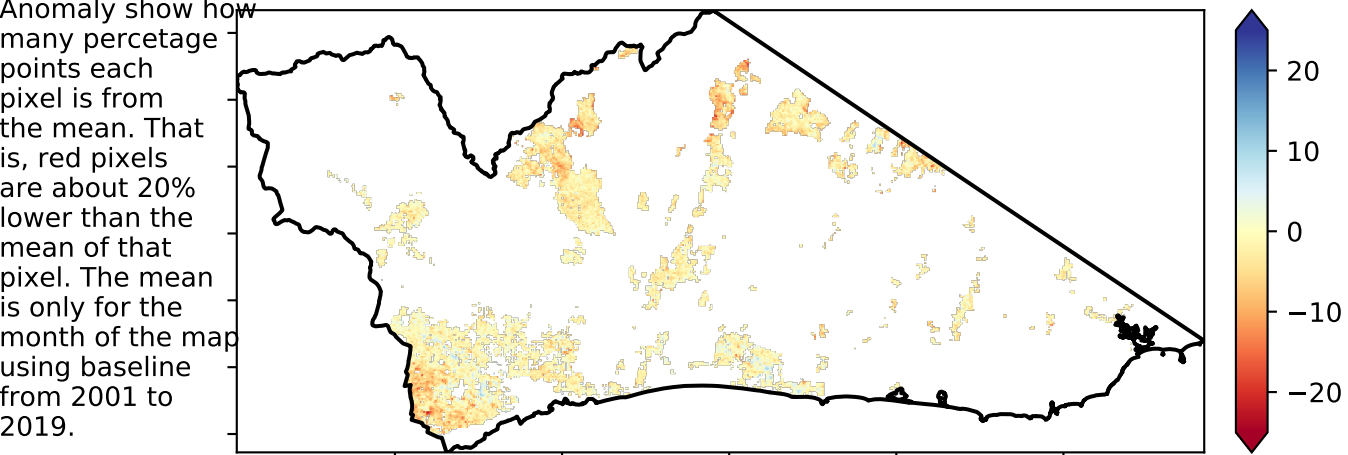 Anomaly show how
many percetage
points each
pixel is from
the mean. That
is, red pixels
are about 20%
lower than the
mean of that
pixel. The mean
is only for the
month of the map
using baseline
from 2001 to
2019.
20
10
0
−10
−20